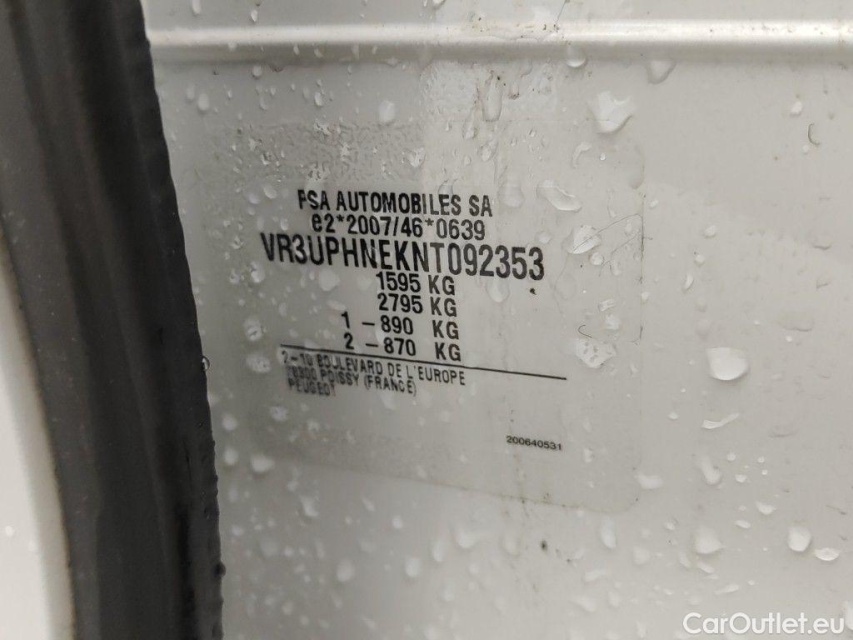 PSA AUTOMOBILES SA
e2*2007/46*0639
VR3UPHNEKNT092353
1595 KG
2795 KG
1 - 890 KG
2 - 870 KG
2-10 BOULEVARD DE L'EUROPE
78300 POISSY (FRANCE)
PEUGEOT
200640531
CarOutlet.eu